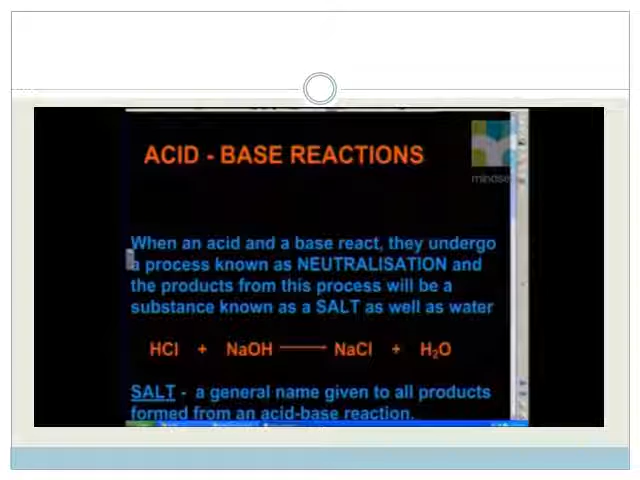 ACID - BASE REACTIONS
mindse
When an acid and a base react, they undergo
a process known as NEUTRALISATION and
the products from this process will be a
substance known as a SALT as well as water
HCl + NaOH —— NaCl + H₂O
SALT - a general name given to all products
formed from an acid-base reaction.